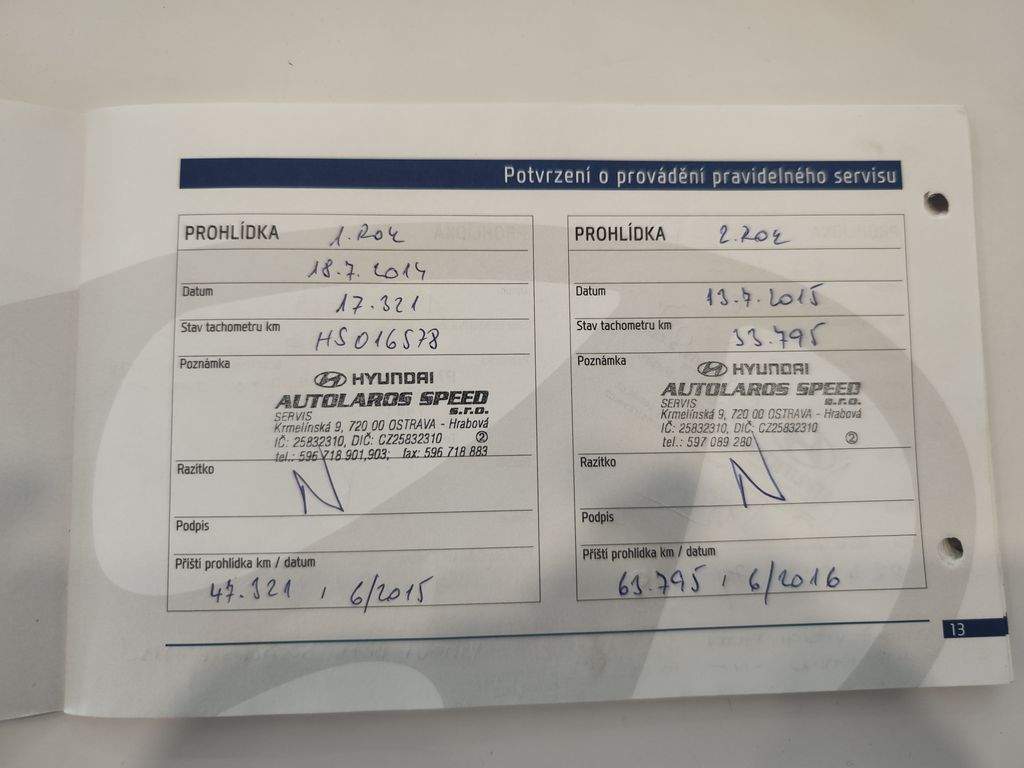 Potvrzení o provádění pravidelného servisu
PROHLÍDKA 1. ROK
18.7. 2014
Datum
17.321
Stav tachometru km
HS016578
Poznámka
HYUNDAI
AUTOLAROS SPEED
s.r.o.
SERVIS
Krmelínská 9, 720 00 OSTRAVA - Hrabová
IČ: 25832310, DIČ: CZ25832310 2
tel.: 596 718 901,903; fax: 596 718 883
Razítko
Podpis
Příští prohlídka km / datum
47.321 , 6/2015
PROHLÍDKA 2. ROK
Datum
13.7.2015
Stav tachometru km
33.795
Poznámka
HYUNDAI
AUTOLAROS SPEED
s.r.o.
SERVIS
Krmelínská 9, 720 00 OSTRAVA - Hrabová
IČ: 25832310, DIČ: CZ25832310
tel.: 597 089 280 2
Razítko
Podpis
Příští prohlídka km / datum
63.795 , 6/2016
13